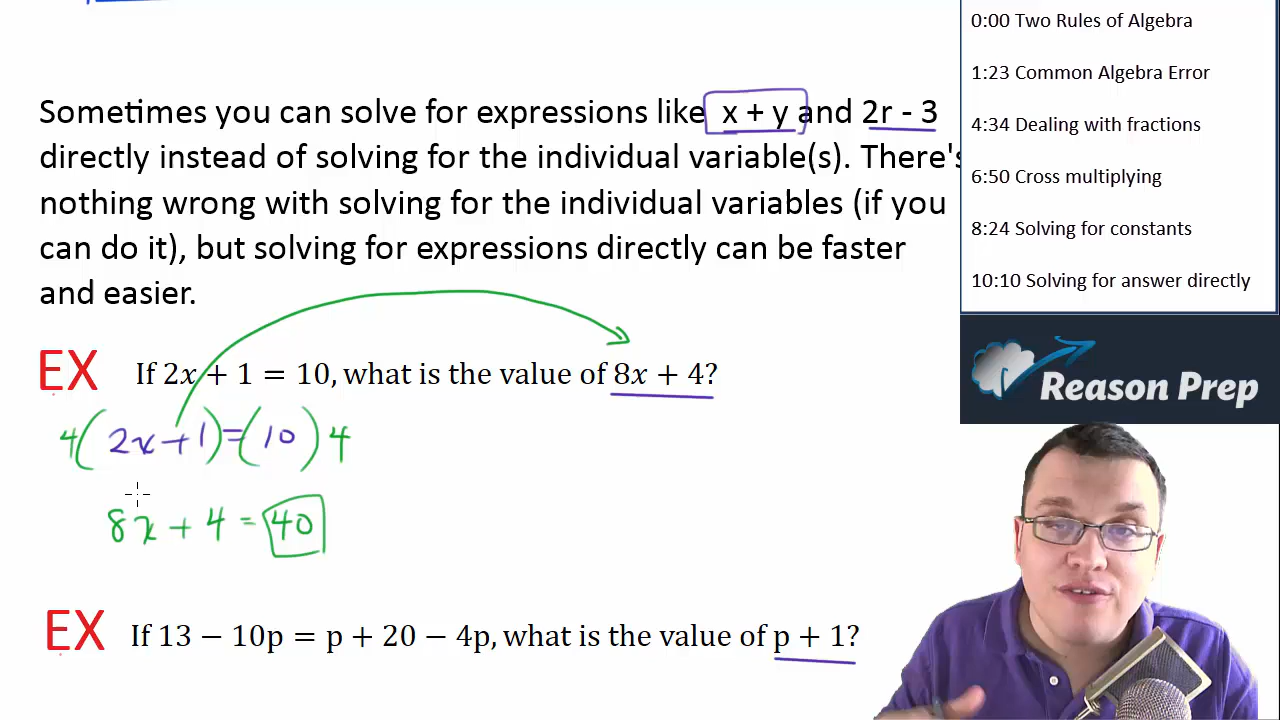 Sometimes you can solve for expressions like x + y and 2r - 3
directly instead of solving for the individual variable(s). There's
nothing wrong with solving for the individual variables (if you
can do it), but solving for expressions directly can be faster
and easier.
EX If 2x + 1 = 10, what is the value of 8x + 4?
4(2x+1)=(10)4
8x + 4 = 40
EX If 13 − 10p = p + 20 − 4p, what is the value of p + 1?
0:00 Two Rules of Algebra
1:23 Common Algebra Error
4:34 Dealing with fractions
6:50 Cross multiplying
8:24 Solving for constants
10:10 Solving for answer directly
Reason Prep